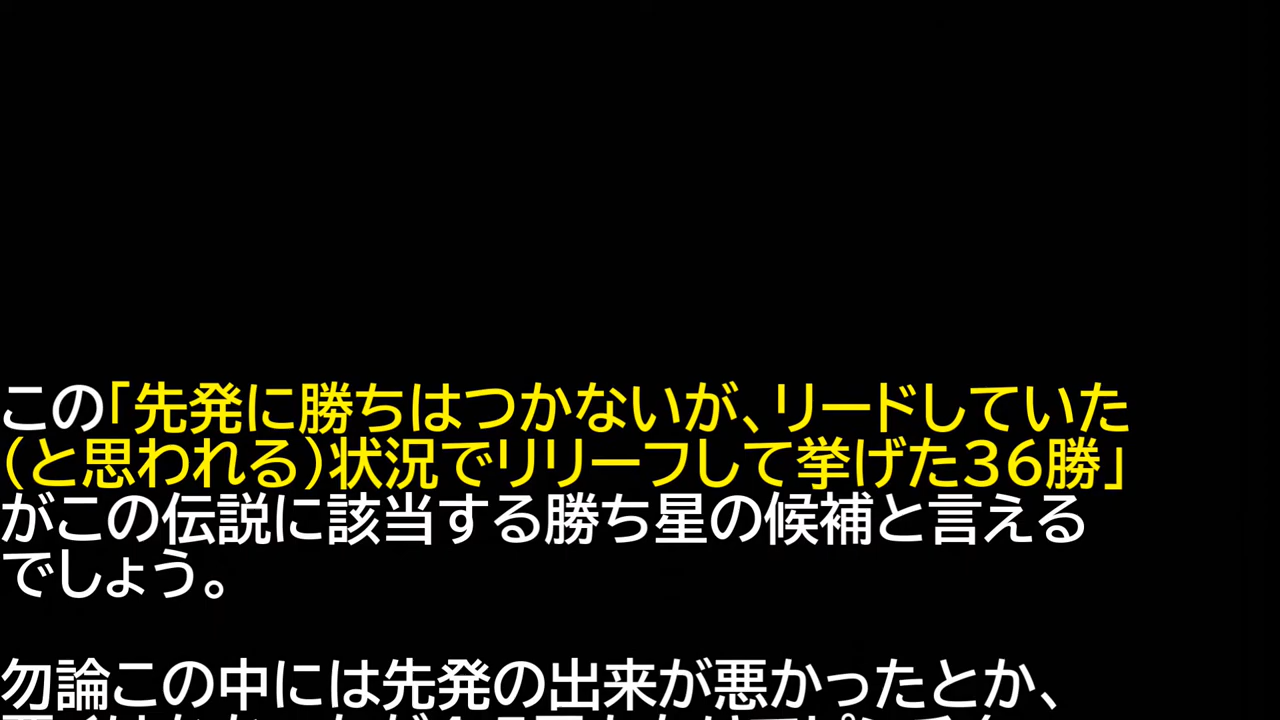 この「先発に勝ちはつかないが、リードしていた
（と思われる）状況でリリーフして挙げた３６勝」
がこの伝説に該当する勝ち星の候補と言える
でしょう。
勿論この中には先発の出来が悪かったとか、